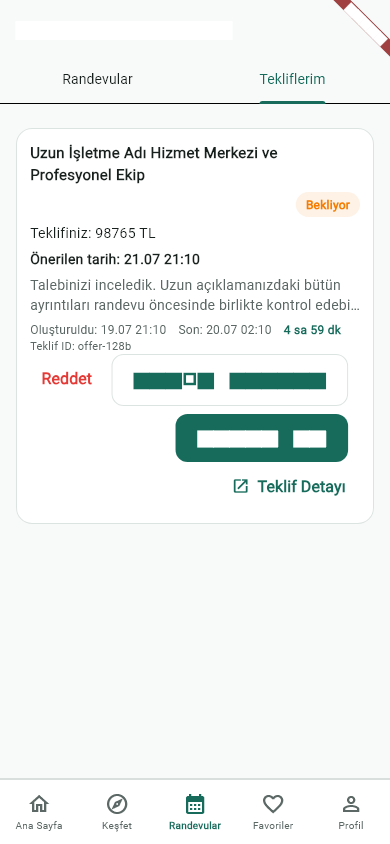 Randevular
Tekliflerim
Uzun İşletme Adı Hizmet Merkezi ve
Profesyonel Ekip
Bekliyor
Teklifiniz: 98765 TL
Önerilen tarih: 21.07 21:10
Talebinizi inceledik. Uzun açıklamanızdaki bütün
ayrıntıları randevu öncesinde birlikte kontrol edebi...
Oluşturuldu: 19.07 21:10 Son: 20.07 02:10 4 sa 59 dk
Teklif ID: offer-128b
Reddet
Teklif Detayı
Ana Sayfa
Keşfet
Randevular
Favoriler
Profil